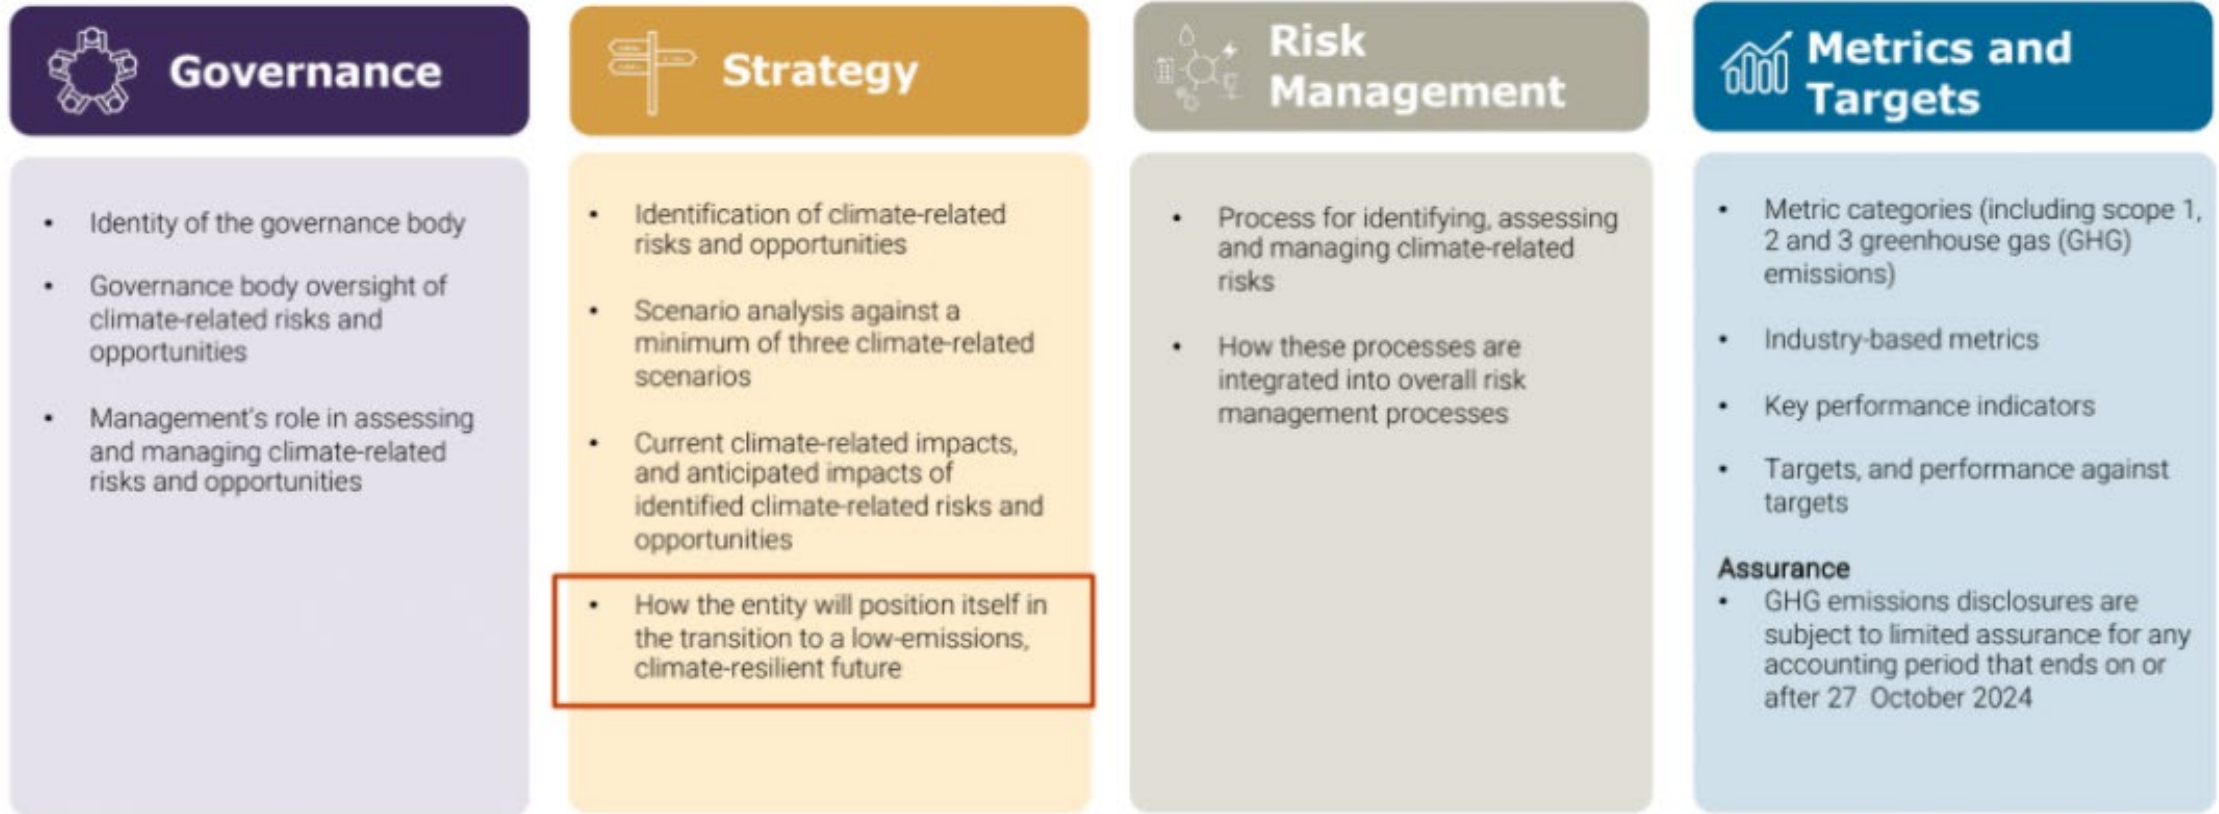 Governance
• Identity of the governance body
• Governance body oversight of
climate-related risks and
opportunities
• Management's role in assessing
and managing climate-related
risks and opportunities
Strategy
• Identification of climate-related
risks and opportunities
• Scenario analysis against a
minimum of three climate-related
scenarios
• Current climate-related impacts,
and anticipated impacts of
identified climate-related risks and
opportunities
• How the entity will position itself in
the transition to a low-emissions,
climate-resilient future
Risk
Management
• Process for identifying, assessing
and managing climate-related
risks
• How these processes are
integrated into overall risk
management processes
Metrics and
Targets
• Metric categories (including scope 1,
2 and 3 greenhouse gas (GHG)
emissions)
• Industry-based metrics
• Key performance indicators
• Targets, and performance against
targets
Assurance
• GHG emissions disclosures are
subject to limited assurance for any
accounting period that ends on or
after 27 October 2024